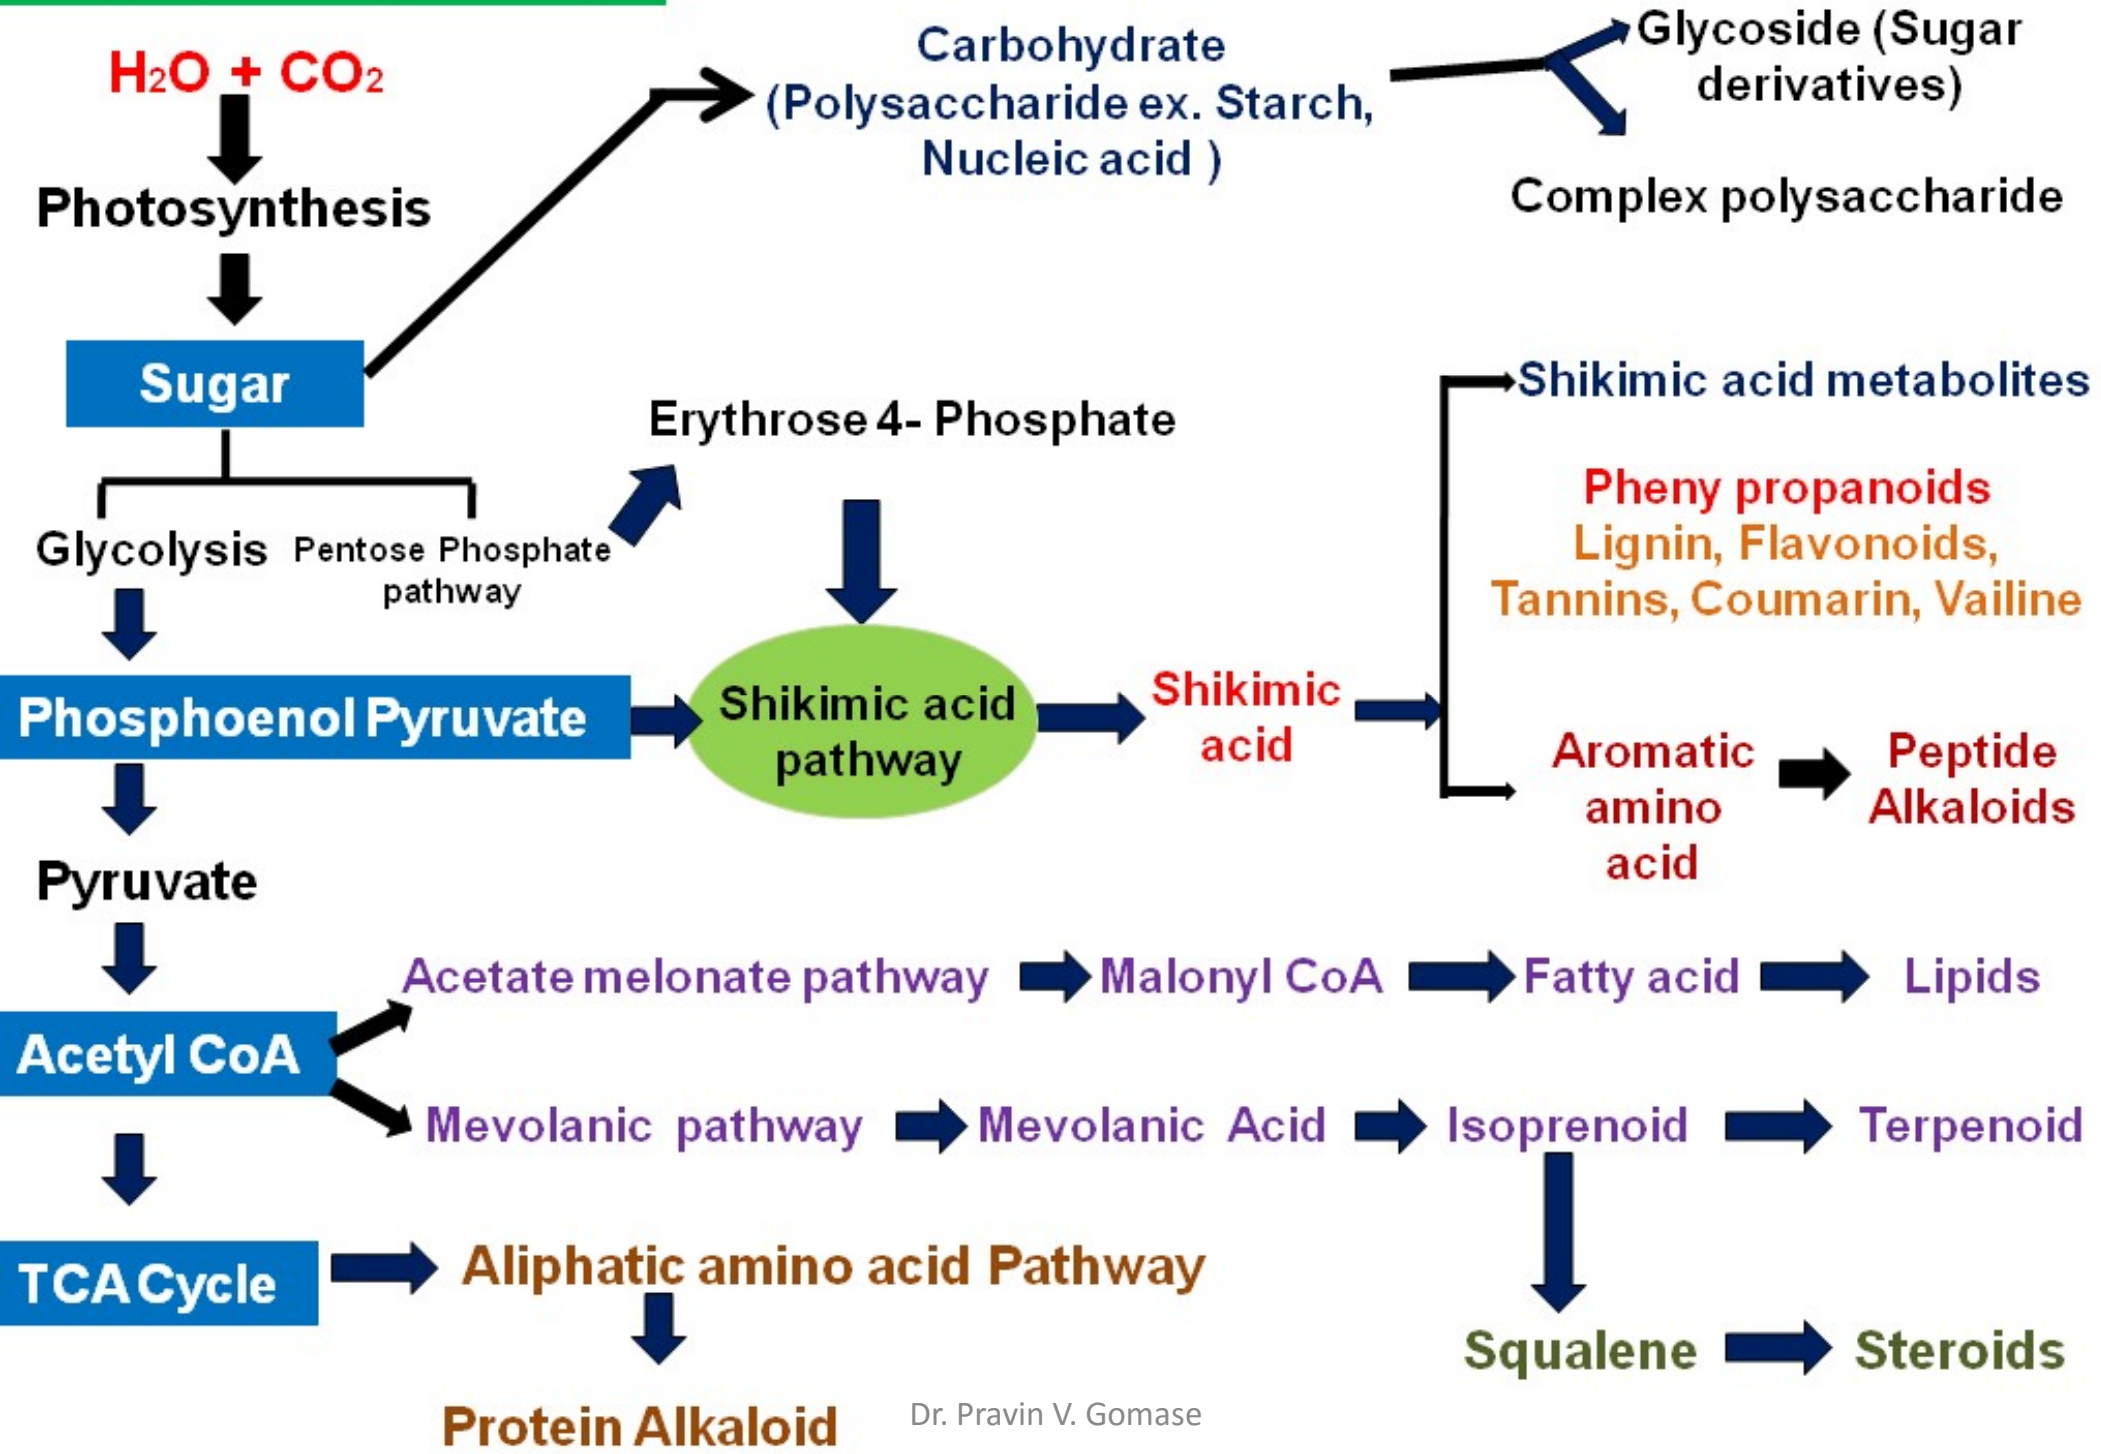 H₂O + CO₂
Photosynthesis
Sugar
Carbohydrate
(Polysaccharide ex. Starch,
Nucleic acid )
Glycoside (Sugar
derivatives)
Complex polysaccharide
Glycolysis
Pentose Phosphate
pathway
Erythrose 4- Phosphate
Phosphoenol Pyruvate
Shikimic acid
pathway
Shikimic
acid
Shikimic acid metabolites
Pheny propanoids
Lignin, Flavonoids,
Tannins, Coumarin, Vailine
Aromatic
amino
acid
Peptide
Alkaloids
Pyruvate
Acetyl CoA
Acetate melonate pathway
Malonyl CoA
Fatty acid
Lipids
Mevolanic pathway
Mevolanic Acid
Isoprenoid
Terpenoid
Squalene
Steroids
TCA Cycle
Aliphatic amino acid Pathway
Protein Alkaloid
Dr. Pravin V. Gomase